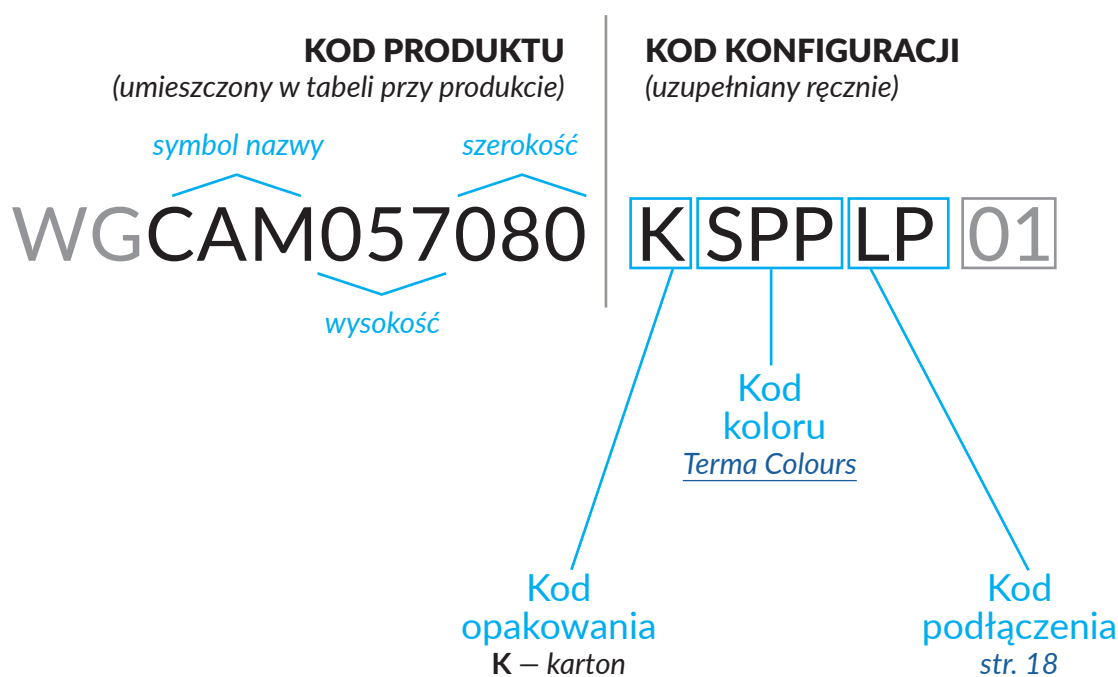 KOD PRODUKTU
(umieszczony w tabeli przy produkcie)
KOD KONFIGURACJI
(uzupełniany ręcznie)
symbol nazwy
szerokość
WGCAM057080 K SPP LP 01
wysokość
Kod
koloru
Terma Colours
Kod
opakowania
K – karton
Kod
podłączenia
str. 18